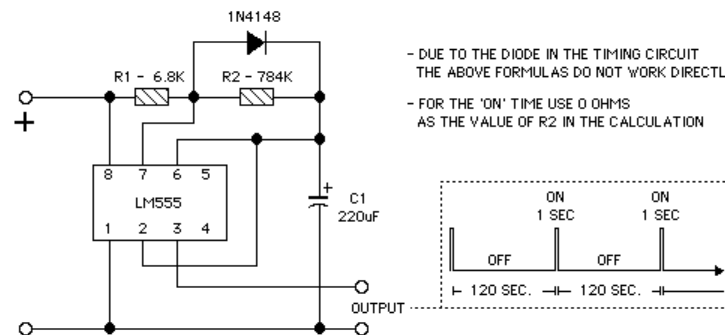 1N4148
- DUE TO THE DIODE IN THE TIMING CIRCUIT
THE ABOVE FORMULAS DO NOT WORK DIRECTL
R1 - 6.8K
R2 - 784K
- FOR THE 'ON' TIME USE 0 OHMS
AS THE VALUE OF R2 IN THE CALCULATION
+
8 7 6 5
LM555
1 2 3 4
+
C1
220uF
ON
1 SEC
ON
1 SEC
OFF
OFF
120 SEC.
120 SEC.
OUTPUT